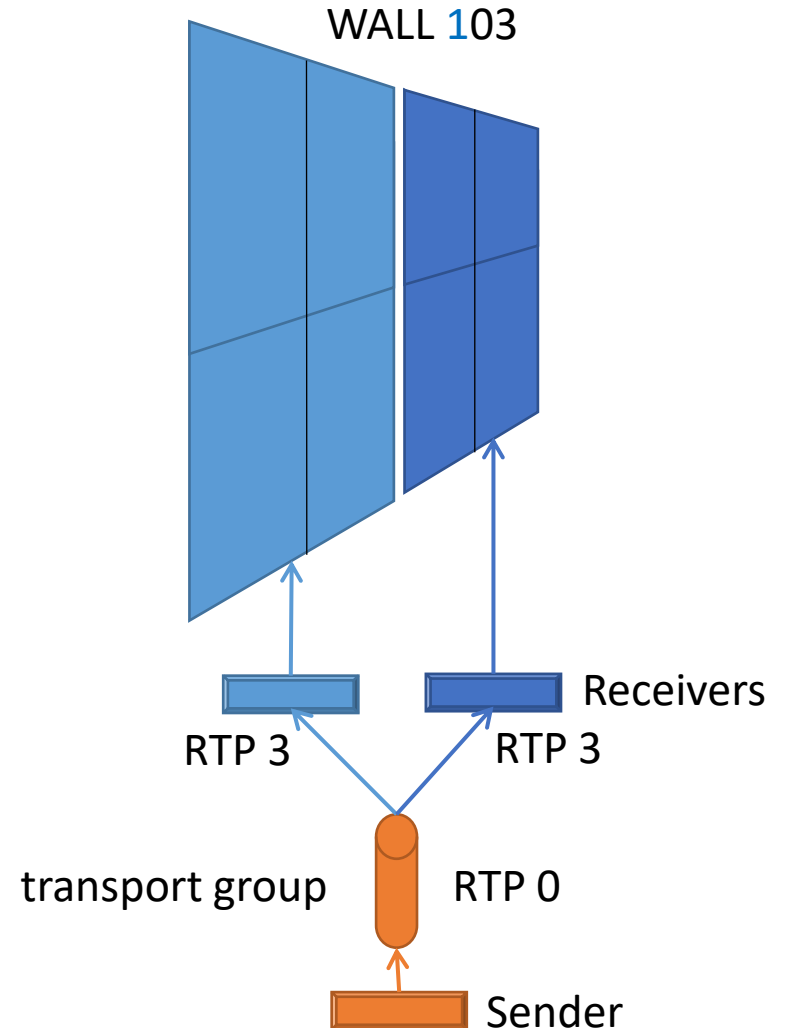 WALL 103
Receivers
RTP 3
RTP 3
transport group
RTP 0
Sender